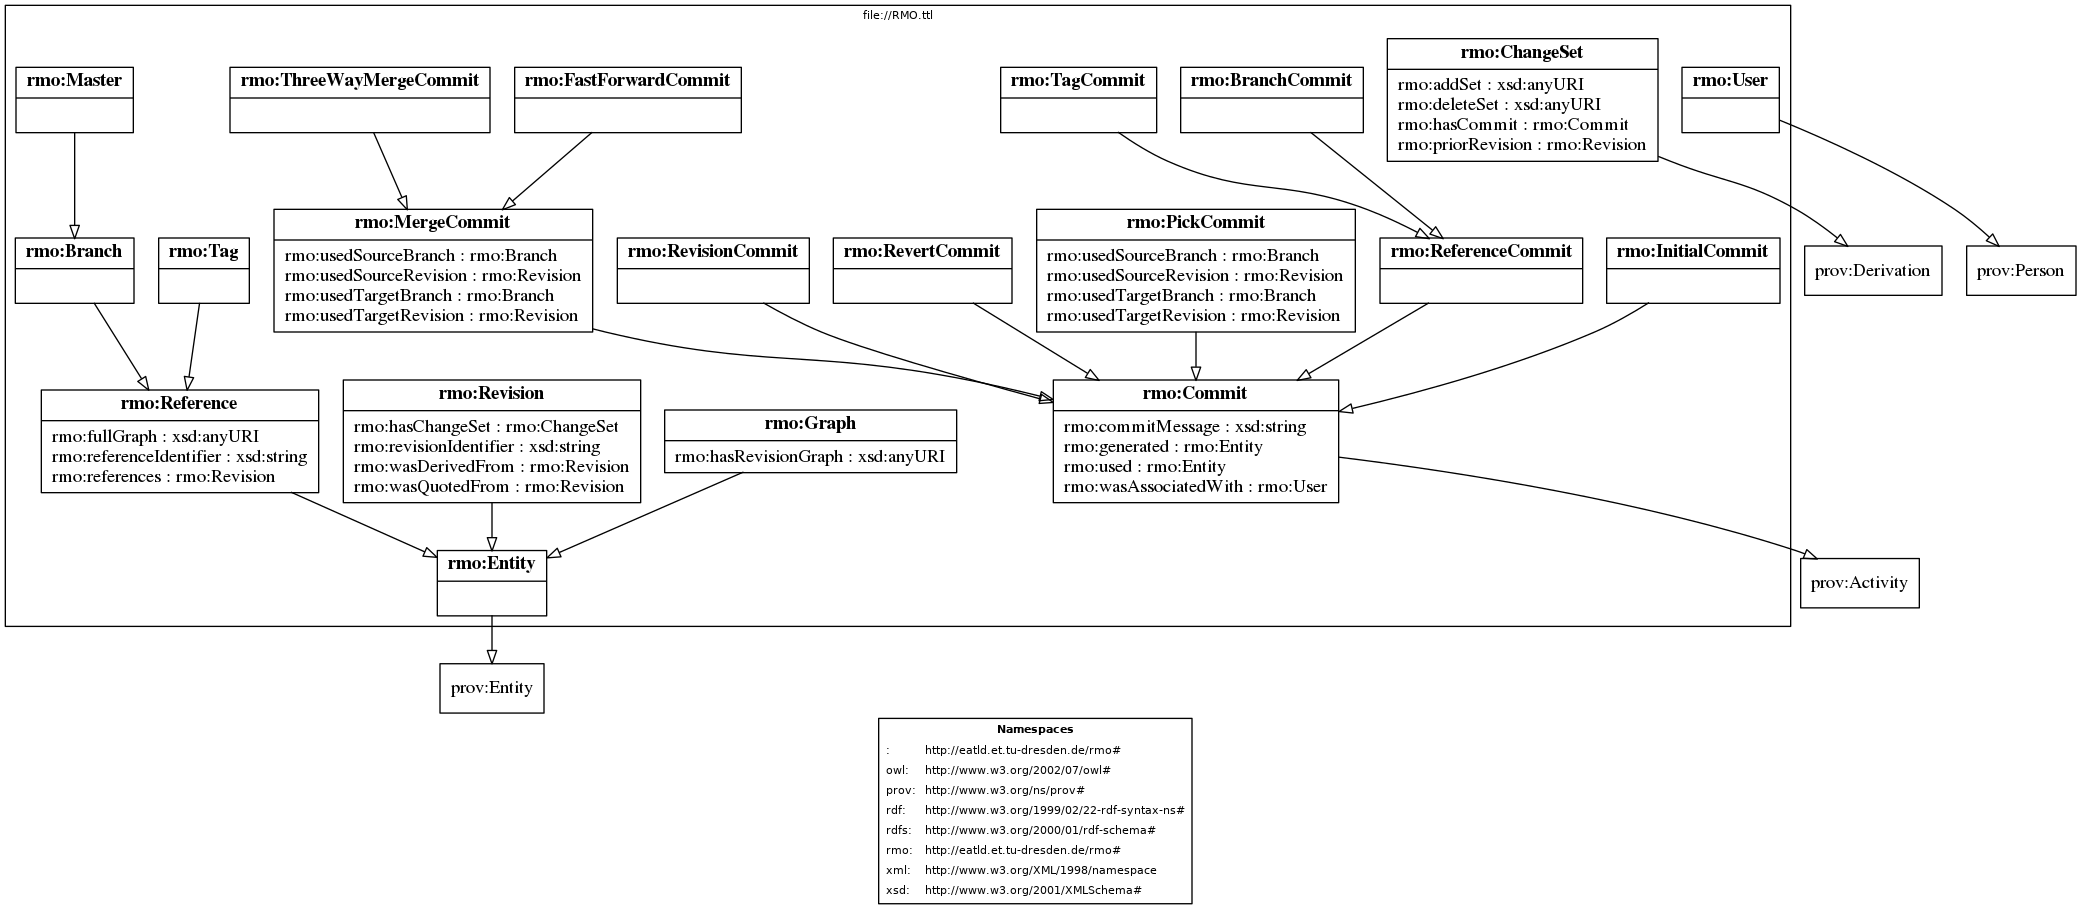 file://RMO.ttl
rmo:Master
rmo:ThreeWayMergeCommit
rmo:FastForwardCommit
rmo:TagCommit
rmo:BranchCommit
rmo:ChangeSet
rmo:addSet : xsd:anyURI
rmo:deleteSet : xsd:anyURI
rmo:hasCommit : rmo:Commit
rmo:priorRevision : rmo:Revision
rmo:User
rmo:Branch
rmo:Tag
rmo:MergeCommit
rmo:usedSourceBranch : rmo:Branch
rmo:usedSourceRevision : rmo:Revision
rmo:usedTargetBranch : rmo:Branch
rmo:usedTargetRevision : rmo:Revision
rmo:RevisionCommit
rmo:RevertCommit
rmo:PickCommit
rmo:usedSourceBranch : rmo:Branch
rmo:usedSourceRevision : rmo:Revision
rmo:usedTargetBranch : rmo:Branch
rmo:usedTargetRevision : rmo:Revision
rmo:ReferenceCommit
rmo:InitialCommit
prov:Derivation
prov:Person
rmo:Reference
rmo:fullGraph : xsd:anyURI
rmo:referenceIdentifier : xsd:string
rmo:references : rmo:Revision
rmo:Revision
rmo:hasChangeSet : rmo:ChangeSet
rmo:revisionIdentifier : xsd:string
rmo:wasDerivedFrom : rmo:Revision
rmo:wasQuotedFrom : rmo:Revision
rmo:Graph
rmo:hasRevisionGraph : xsd:anyURI
rmo:Commit
rmo:commitMessage : xsd:string
rmo:generated : rmo:Entity
rmo:used : rmo:Entity
rmo:wasAssociatedWith : rmo:User
rmo:Entity
prov:Activity
prov:Entity
Namespaces
: http://eatld.et.tu-dresden.de/rmo#
owl: http://www.w3.org/2002/07/owl#
prov: http://www.w3.org/ns/prov#
rdf: http://www.w3.org/1999/02/22-rdf-syntax-ns#
rdfs: http://www.w3.org/2000/01/rdf-schema#
rmo: http://eatld.et.tu-dresden.de/rmo#
xml: http://www.w3.org/XML/1998/namespace
xsd: http://www.w3.org/2001/XMLSchema#